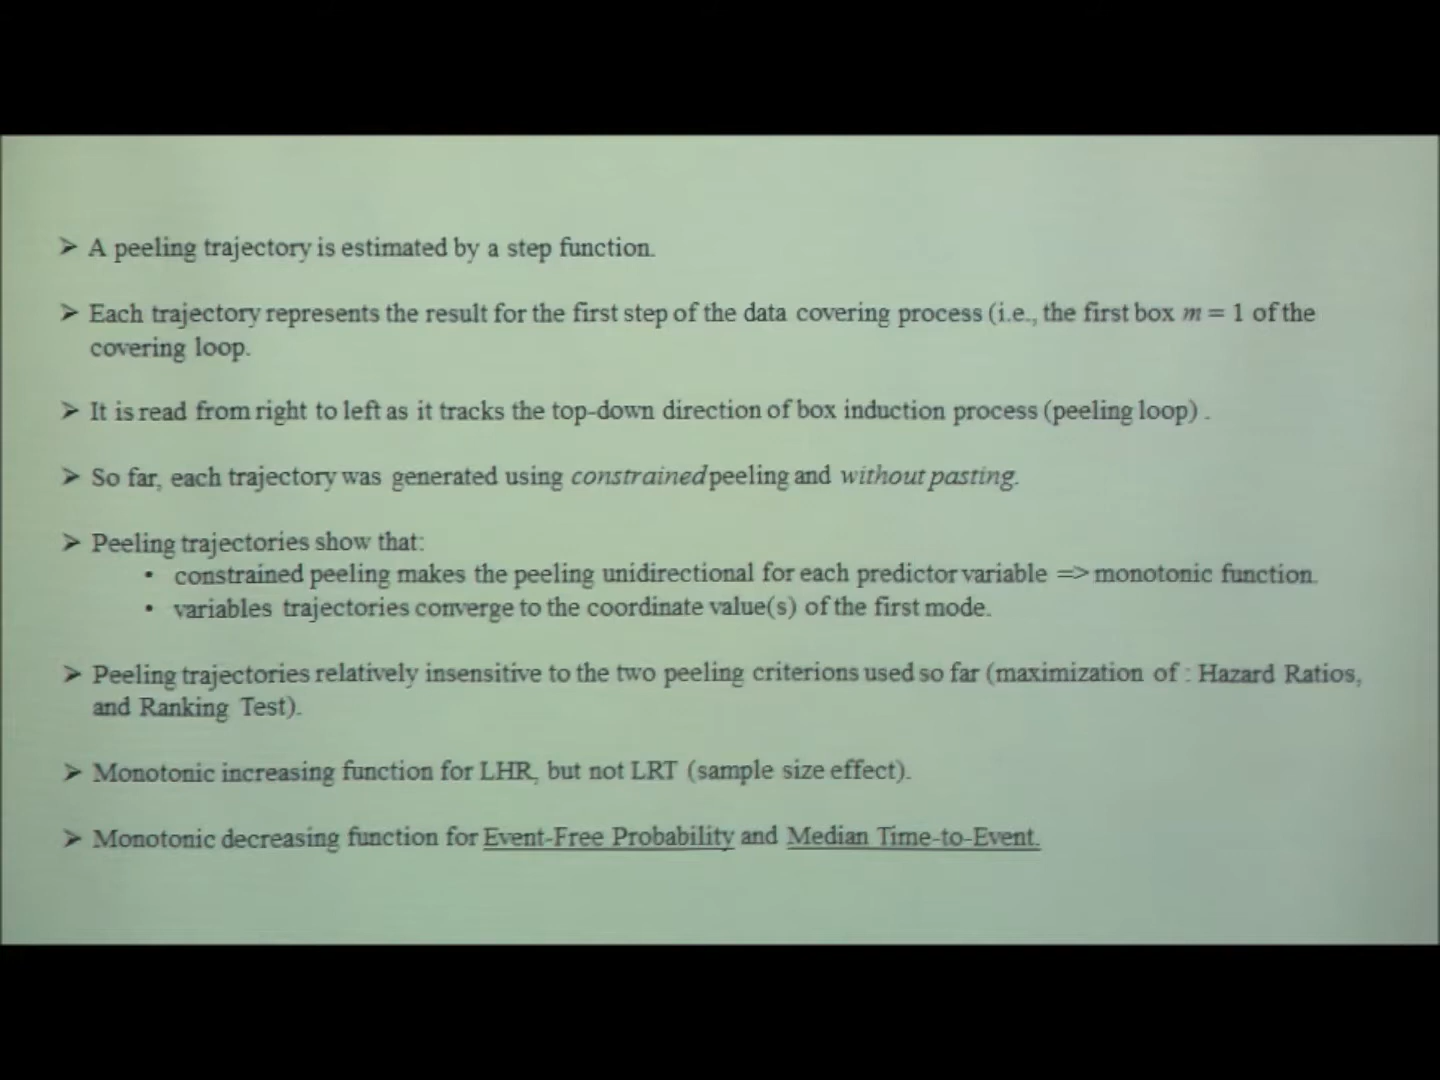 ➢ A peeling trajectory is estimated by a step function.
➢ Each trajectory represents the result for the first step of the data covering process (i.e., the first box m = 1 of the
covering loop.
➢ It is read from right to left as it tracks the top-down direction of box induction process (peeling loop) .
➢ So far, each trajectory was generated using constrained peeling and without pasting.
➢ Peeling trajectories show that:
• constrained peeling makes the peeling unidirectional for each predictor variable => monotonic function.
• variables trajectories converge to the coordinate value(s) of the first mode.
➢ Peeling trajectories relatively insensitive to the two peeling criterions used so far (maximization of : Hazard Ratios,
and Ranking Test).
➢ Monotonic increasing function for LHR, but not LRT (sample size effect).
➢ Monotonic decreasing function for Event-Free Probability and Median Time-to-Event.